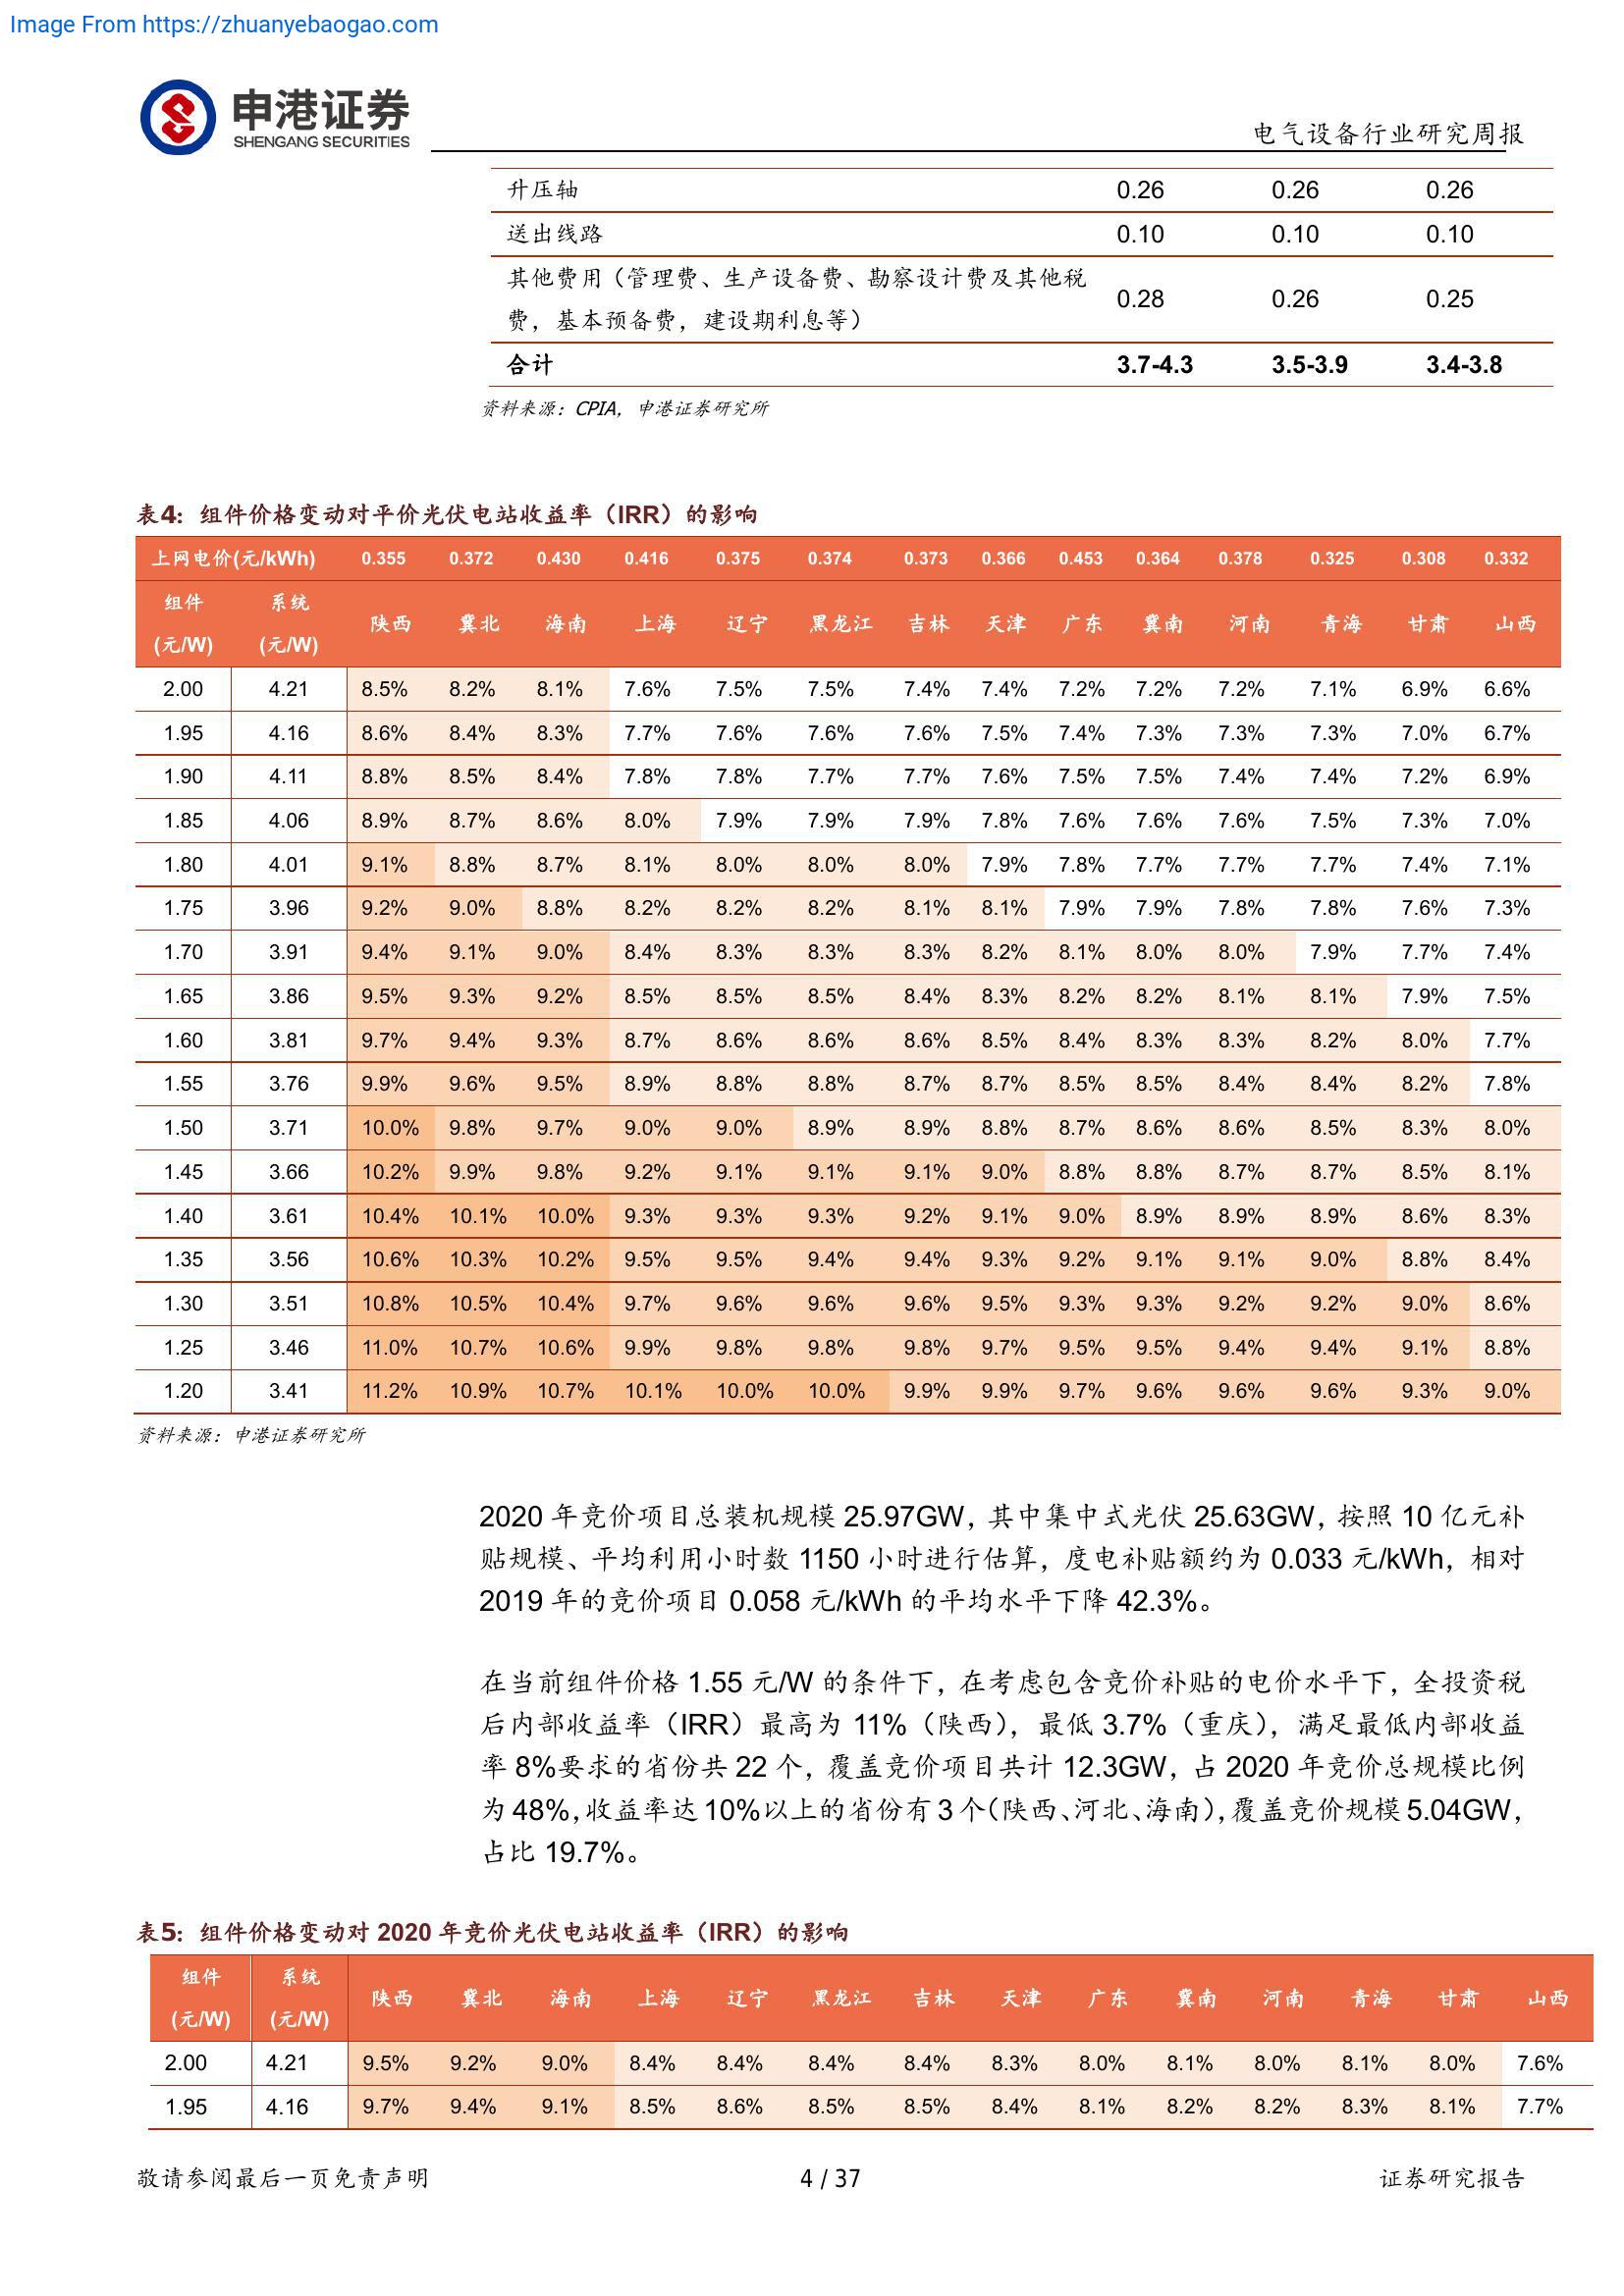 Image From https://zhuanyebaogao.com
申港证券
SHENGANG SECURITIES
电气设备行业研究周报
升压轴 0.26 0.26 0.26
送出线路 0.10 0.10 0.10
其他费用（管理费、生产设备费、勘察设计费及其他税
费，基本预备费，建设期利息等） 0.28 0.26 0.25
合计 3.7-4.3 3.5-3.9 3.4-3.8
资料来源：CPIA，申港证券研究所
表4：组件价格变动对平价光伏电站收益率（IRR）的影响
上网电价(元/kWh) 0.355 0.372 0.430 0.416 0.375 0.374 0.373 0.366 0.453 0.364 0.378 0.325 0.308 0.332
组件 系统
(元/W) (元/W) 陕西 冀北 海南 上海 辽宁 黑龙江 吉林 天津 广东 冀南 河南 青海 甘肃 山西
2.00 4.21 8.5% 8.2% 8.1% 7.6% 7.5% 7.5% 7.4% 7.4% 7.2% 7.2% 7.2% 7.1% 6.9% 6.6%
1.95 4.16 8.6% 8.4% 8.3% 7.7% 7.6% 7.6% 7.6% 7.5% 7.4% 7.3% 7.3% 7.3% 7.0% 6.7%
1.90 4.11 8.8% 8.5% 8.4% 7.8% 7.8% 7.7% 7.7% 7.6% 7.5% 7.5% 7.4% 7.4% 7.2% 6.9%
1.85 4.06 8.9% 8.7% 8.6% 8.0% 7.9% 7.9% 7.9% 7.8% 7.6% 7.6% 7.6% 7.5% 7.3% 7.0%
1.80 4.01 9.1% 8.8% 8.7% 8.1% 8.0% 8.0% 8.0% 7.9% 7.8% 7.7% 7.7% 7.7% 7.4% 7.1%
1.75 3.96 9.2% 9.0% 8.8% 8.2% 8.2% 8.2% 8.1% 8.1% 7.9% 7.9% 7.8% 7.8% 7.6% 7.3%
1.70 3.91 9.4% 9.1% 9.0% 8.4% 8.3% 8.3% 8.3% 8.2% 8.1% 8.0% 8.0% 7.9% 7.7% 7.4%
1.65 3.86 9.5% 9.3% 9.2% 8.5% 8.5% 8.5% 8.4% 8.3% 8.2% 8.2% 8.1% 8.1% 7.9% 7.5%
1.60 3.81 9.7% 9.4% 9.3% 8.7% 8.6% 8.6% 8.6% 8.5% 8.4% 8.3% 8.3% 8.2% 8.0% 7.7%
1.55 3.76 9.9% 9.6% 9.5% 8.9% 8.8% 8.8% 8.7% 8.7% 8.5% 8.5% 8.4% 8.4% 8.2% 7.8%
1.50 3.71 10.0% 9.8% 9.7% 9.0% 9.0% 8.9% 8.9% 8.8% 8.7% 8.6% 8.6% 8.5% 8.3% 8.0%
1.45 3.66 10.2% 9.9% 9.8% 9.2% 9.1% 9.1% 9.1% 9.0% 8.8% 8.8% 8.7% 8.7% 8.5% 8.1%
1.40 3.61 10.4% 10.1% 10.0% 9.3% 9.3% 9.3% 9.2% 9.1% 9.0% 8.9% 8.9% 8.9% 8.6% 8.3%
1.35 3.56 10.6% 10.3% 10.2% 9.5% 9.5% 9.4% 9.4% 9.3% 9.2% 9.1% 9.1% 9.0% 8.8% 8.4%
1.30 3.51 10.8% 10.5% 10.4% 9.7% 9.6% 9.6% 9.6% 9.5% 9.3% 9.3% 9.2% 9.2% 9.0% 8.6%
1.25 3.46 11.0% 10.7% 10.6% 9.9% 9.8% 9.8% 9.8% 9.7% 9.5% 9.5% 9.4% 9.4% 9.1% 8.8%
1.20 3.41 11.2% 10.9% 10.7% 10.1% 10.0% 10.0% 9.9% 9.9% 9.7% 9.6% 9.6% 9.6% 9.3% 9.0%
资料来源：申港证券研究所
2020 年竞价项目总装机规模 25.97GW，其中集中式光伏 25.63GW，按照 10 亿元补
贴规模、平均利用小时数 1150 小时进行估算，度电补贴额约为 0.033 元/kWh，相对
2019 年的竞价项目 0.058 元/kWh 的平均水平下降 42.3%。
在当前组件价格 1.55 元/W 的条件下，在考虑包含竞价补贴的电价水平下，全投资税
后内部收益率（IRR）最高为 11%（陕西），最低 3.7%（重庆），满足最低内部收益
率 8%要求的省份共 22 个，覆盖竞价项目共计 12.3GW，占 2020 年竞价总规模比例
为 48%，收益率达 10%以上的省份有 3 个（陕西、河北、海南），覆盖竞价规模 5.04GW，
占比 19.7%。
表5：组件价格变动对 2020 年竞价光伏电站收益率（IRR）的影响
组件 系统
(元/W) (元/W) 陕西 冀北 海南 上海 辽宁 黑龙江 吉林 天津 广东 冀南 河南 青海 甘肃 山西
2.00 4.21 9.5% 9.2% 9.0% 8.4% 8.4% 8.4% 8.4% 8.3% 8.0% 8.1% 8.0% 8.1% 8.0% 7.6%
1.95 4.16 9.7% 9.4% 9.1% 8.5% 8.6% 8.5% 8.5% 8.4% 8.1% 8.2% 8.2% 8.3% 8.1% 7.7%
敬请参阅最后一页免责声明 4 / 37 证券研究报告